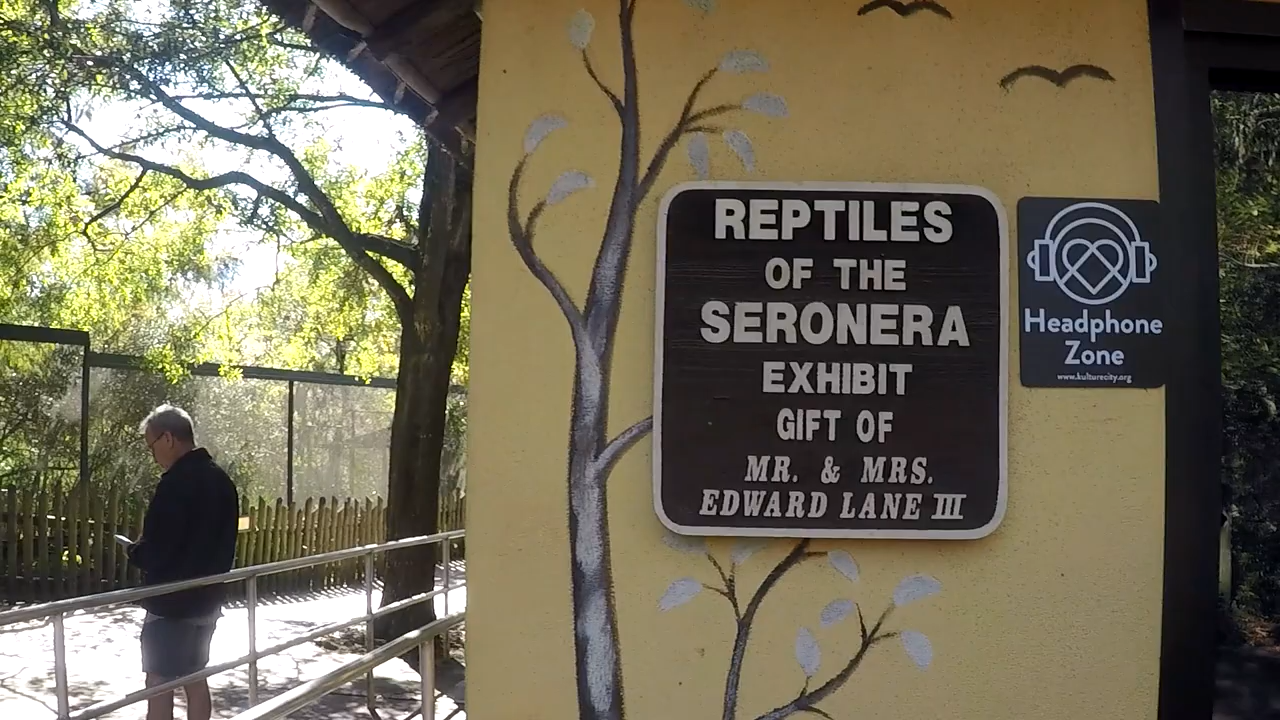 REPTILES
OF THE
SERONERA
EXHIBIT
GIFT OF
MR. & MRS.
EDWARD LANE III
Headphone
Zone
www.kulturecity.org